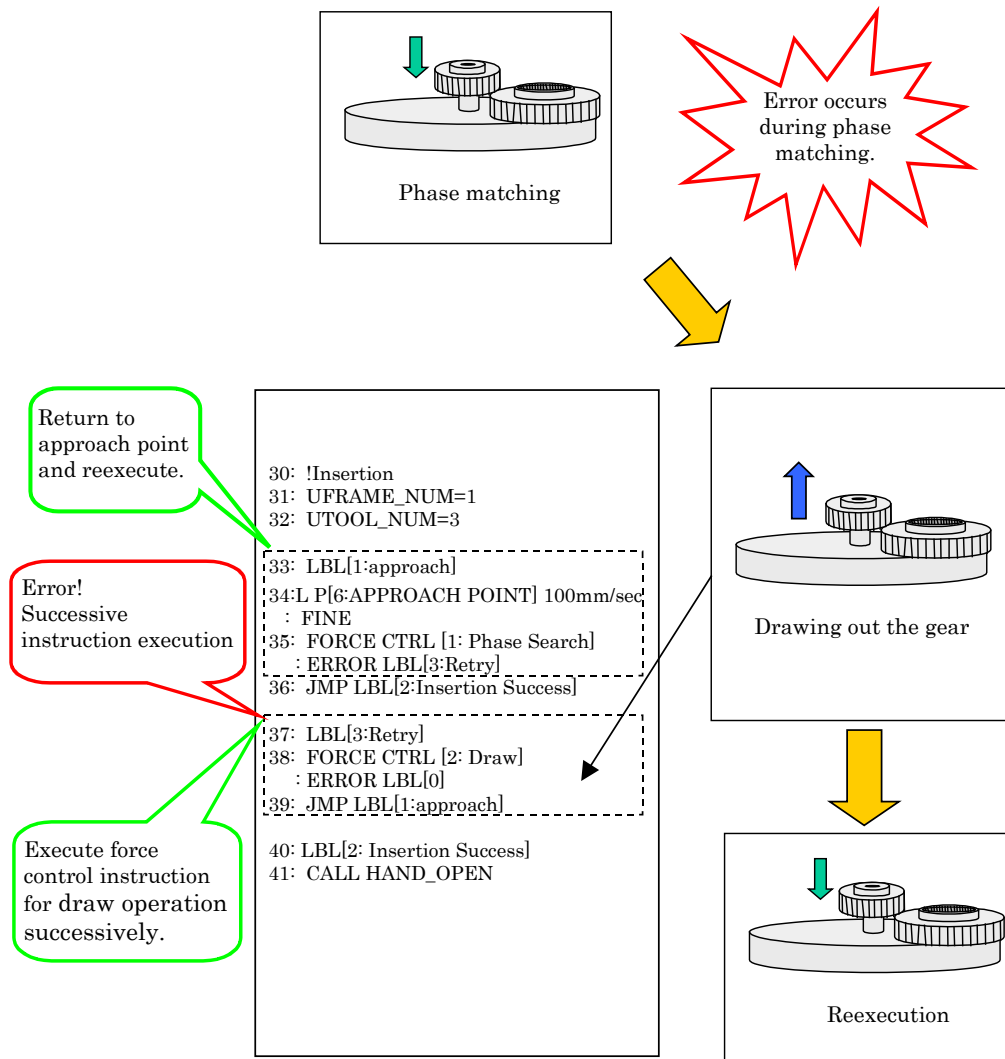 Phase matching
Error occurs
during phase
matching.
Return to
approach point
and reexecute.
Error!
Successive
instruction execution
Execute force
control instruction
for draw operation
successively.
30: !Insertion
31: UFRAME_NUM=1
32: UTOOL_NUM=3
33: LBL[1:approach]
34:L P[6:APPROACH POINT] 100mm/sec
: FINE
35: FORCE CTRL [1: Phase Search]
: ERROR LBL[3:Retry]
36: JMP LBL[2:Insertion Success]
37: LBL[3:Retry]
38: FORCE CTRL [2: Draw]
: ERROR LBL[0]
39: JMP LBL[1:approach]
40: LBL[2: Insertion Success]
41: CALL HAND_OPEN
Drawing out the gear
Reexecution